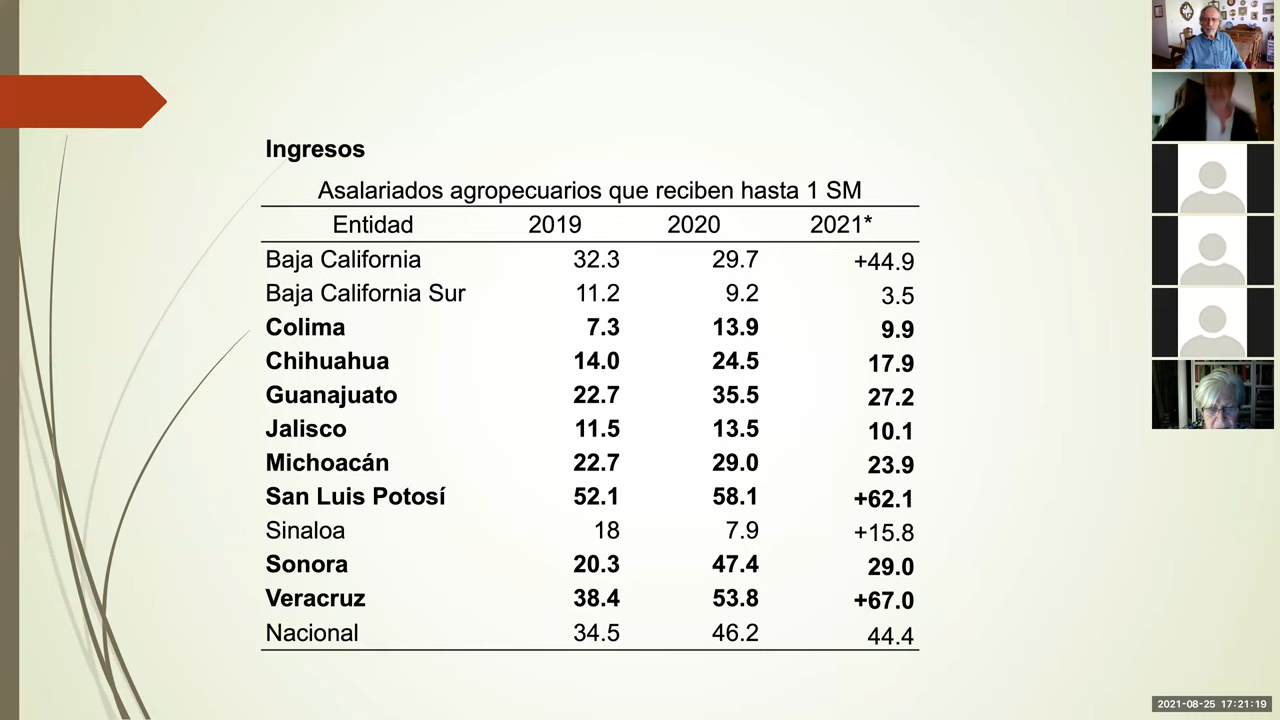 Ingresos
Asalariados agropecuarios que reciben hasta 1 SM
Entidad 2019 2020 2021*
Baja California 32.3 29.7 +44.9
Baja California Sur 11.2 9.2 3.5
Colima 7.3 13.9 9.9
Chihuahua 14.0 24.5 17.9
Guanajuato 22.7 35.5 27.2
Jalisco 11.5 13.5 10.1
Michoacán 22.7 29.0 23.9
San Luis Potosí 52.1 58.1 +62.1
Sinaloa 18 7.9 +15.8
Sonora 20.3 47.4 29.0
Veracruz 38.4 53.8 +67.0
Nacional 34.5 46.2 44.4
2021-08-25 17:21:19